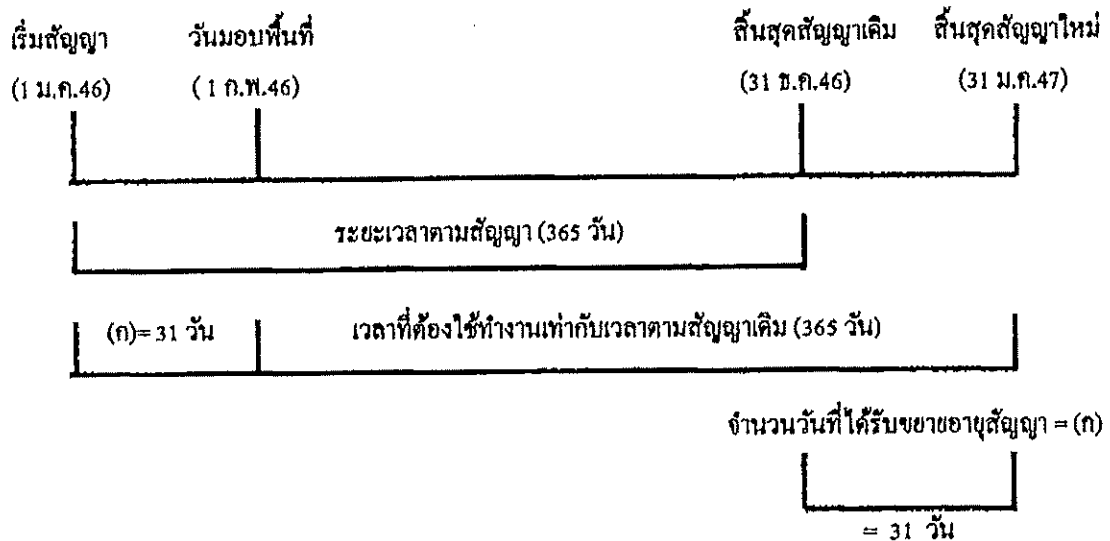 เริ่มสัญญา วันมอบพื้นที่ สิ้นสุดสัญญาเดิม สิ้นสุดสัญญาใหม่
(1 ม.ค.46) ( 1 ก.พ.46) (31 ธ.ค.46) (31 ม.ค.47)
ระยะเวลาตามสัญญา (365 วัน)
(ก)= 31 วัน เวลาที่ต้องใช้ทำงานเท่ากับเวลาตามสัญญาเดิม (365 วัน)
จำนวนวันที่ได้รับขยายอายุสัญญา = (ก)
= 31 วัน